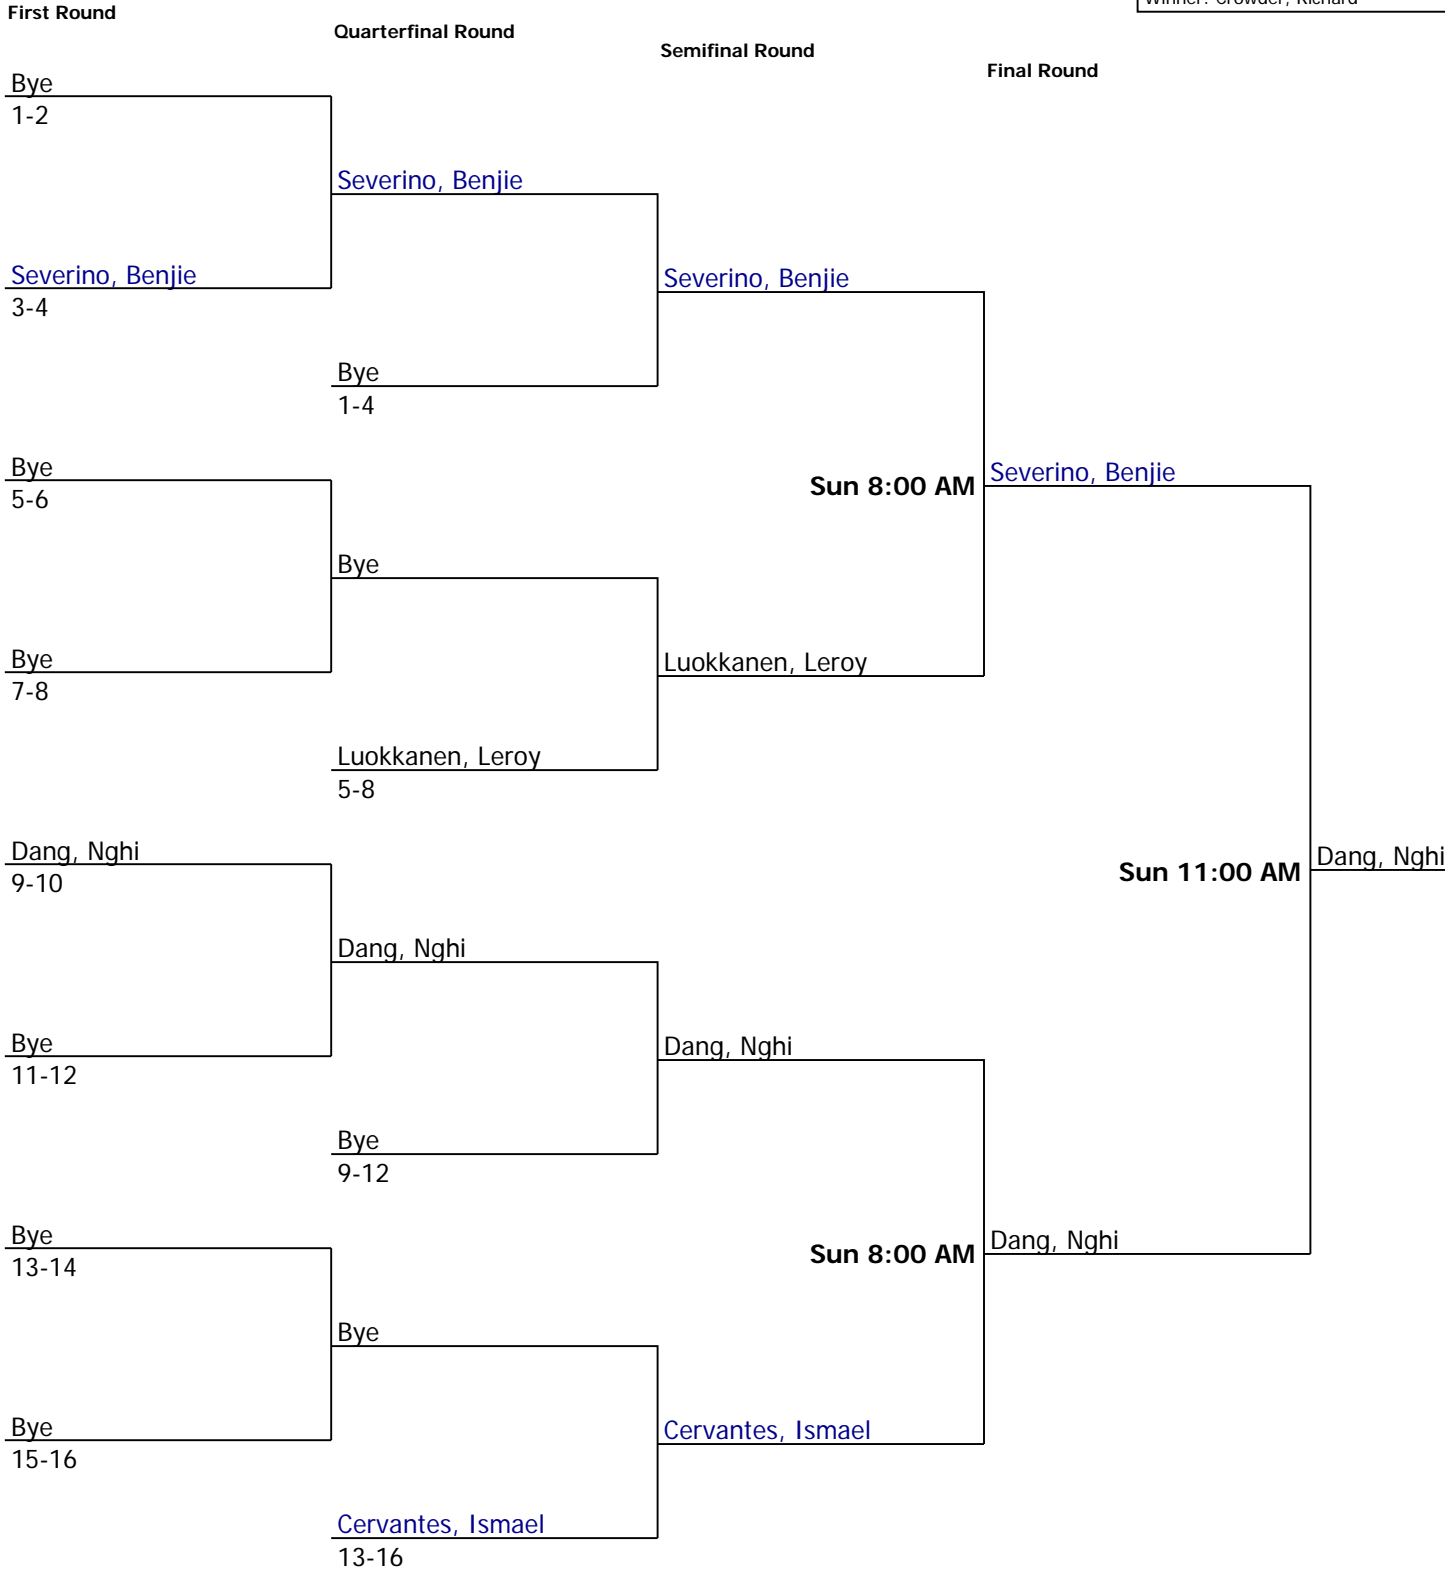 Winner: Crowder, Richard
First Round
Quarterfinal Round
Semifinal Round
Final Round
Bye
1-2
Severino, Benjie
Severino, Benjie
3-4
Severino, Benjie
Bye
1-4
Bye
5-6
Sun 8:00 AM
Severino, Benjie
Bye
Bye
7-8
Luokkanen, Leroy
Luokkanen, Leroy
5-8
Dang, Nghi
9-10
Sun 11:00 AM
Dang, Nghi
Dang, Nghi
Bye
11-12
Dang, Nghi
Bye
9-12
Bye
13-14
Sun 8:00 AM
Dang, Nghi
Bye
Bye
15-16
Cervantes, Ismael
Cervantes, Ismael
13-16